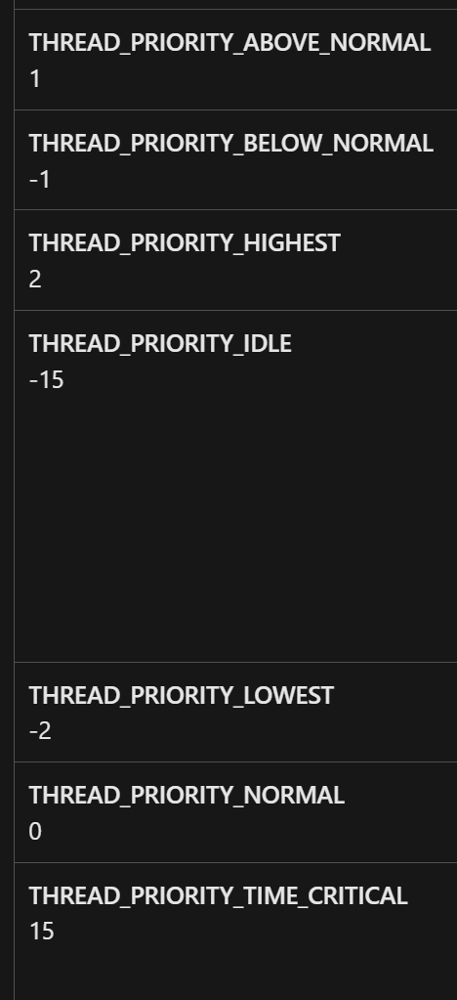 THREAD_PRIORITY_ABOVE_NORMAL
1
THREAD_PRIORITY_BELOW_NORMAL
-1
THREAD_PRIORITY_HIGHEST
2
THREAD_PRIORITY_IDLE
-15
THREAD_PRIORITY_LOWEST
-2
THREAD_PRIORITY_NORMAL
0
THREAD_PRIORITY_TIME_CRITICAL
15